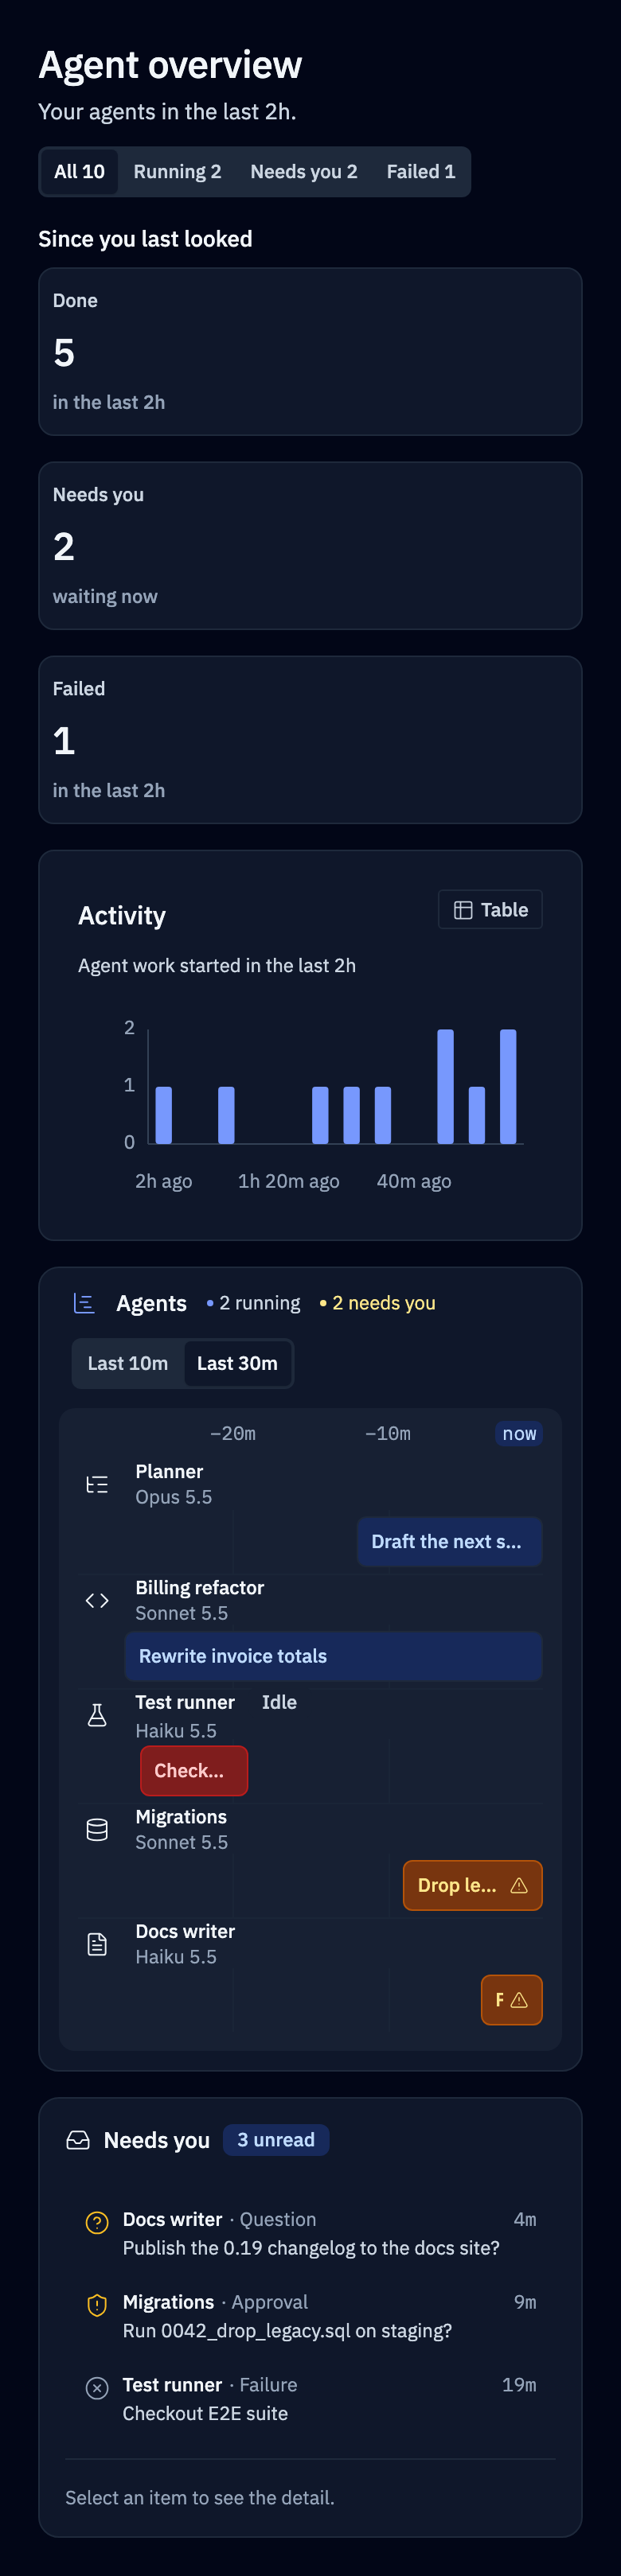 Agent overview
Your agents in the last 2h.
All 10 Running 2 Needs you 2 Failed 1
Since you last looked
Done
5
in the last 2h
Needs you
2
waiting now
Failed
1
in the last 2h
Activity
Table
Agent work started in the last 2h
2
1
0
2h ago 1h 20m ago 40m ago
Agents • 2 running • 2 needs you
Last 10m Last 30m
−20m −10m now
Planner
Opus 5.5
Draft the next s...
Billing refactor
Sonnet 5.5
Rewrite invoice totals
Test runner Idle
Haiku 5.5
Check...
Migrations
Sonnet 5.5
Drop le...
Docs writer
Haiku 5.5
Needs you 3 unread
Docs writer · Question 4m
Publish the 0.19 changelog to the docs site?
Migrations · Approval 9m
Run 0042_drop_legacy.sql on staging?
Test runner · Failure 19m
Checkout E2E suite
Select an item to see the detail.